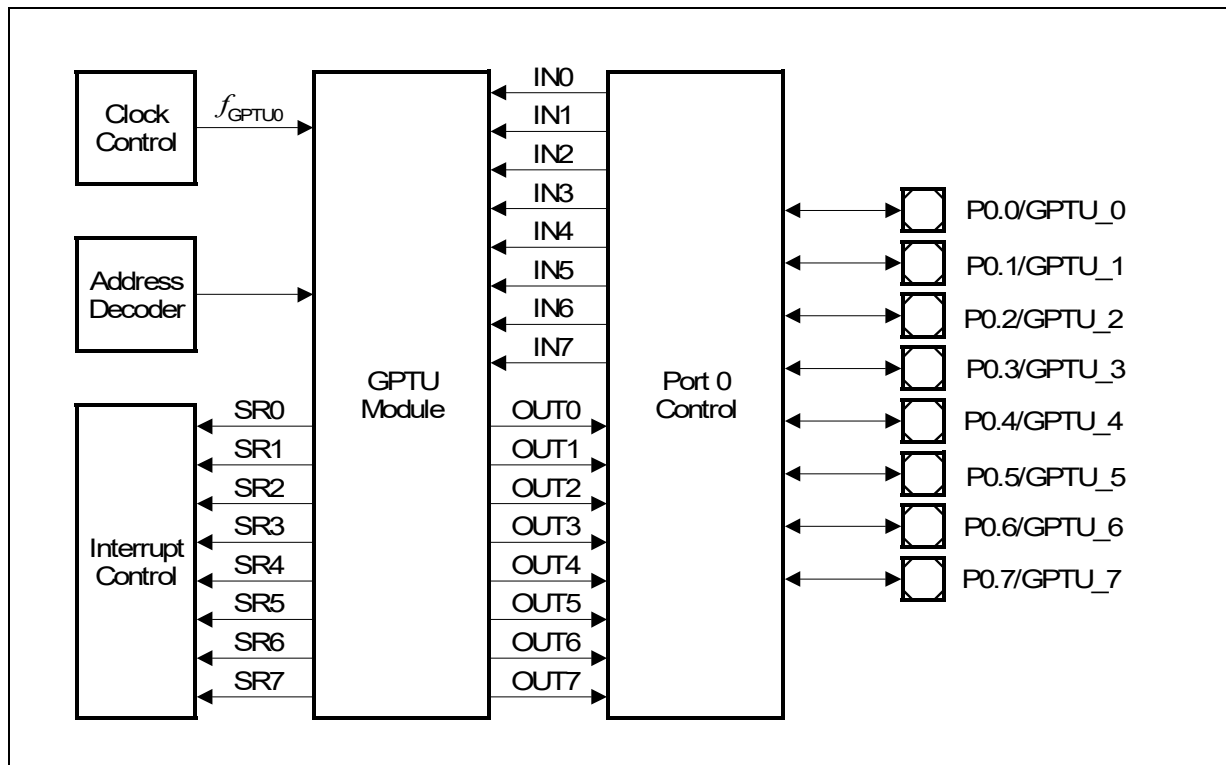 Clock
Control
fGPTU0
Address
Decoder
Interrupt
Control
SR0
SR1
SR2
SR3
SR4
SR5
SR6
SR7
GPTU
Module
IN0
IN1
IN2
IN3
IN4
IN5
IN6
IN7
OUT0
OUT1
OUT2
OUT3
OUT4
OUT5
OUT6
OUT7
Port 0
Control
P0.0/GPTU_0
P0.1/GPTU_1
P0.2/GPTU_2
P0.3/GPTU_3
P0.4/GPTU_4
P0.5/GPTU_5
P0.6/GPTU_6
P0.7/GPTU_7